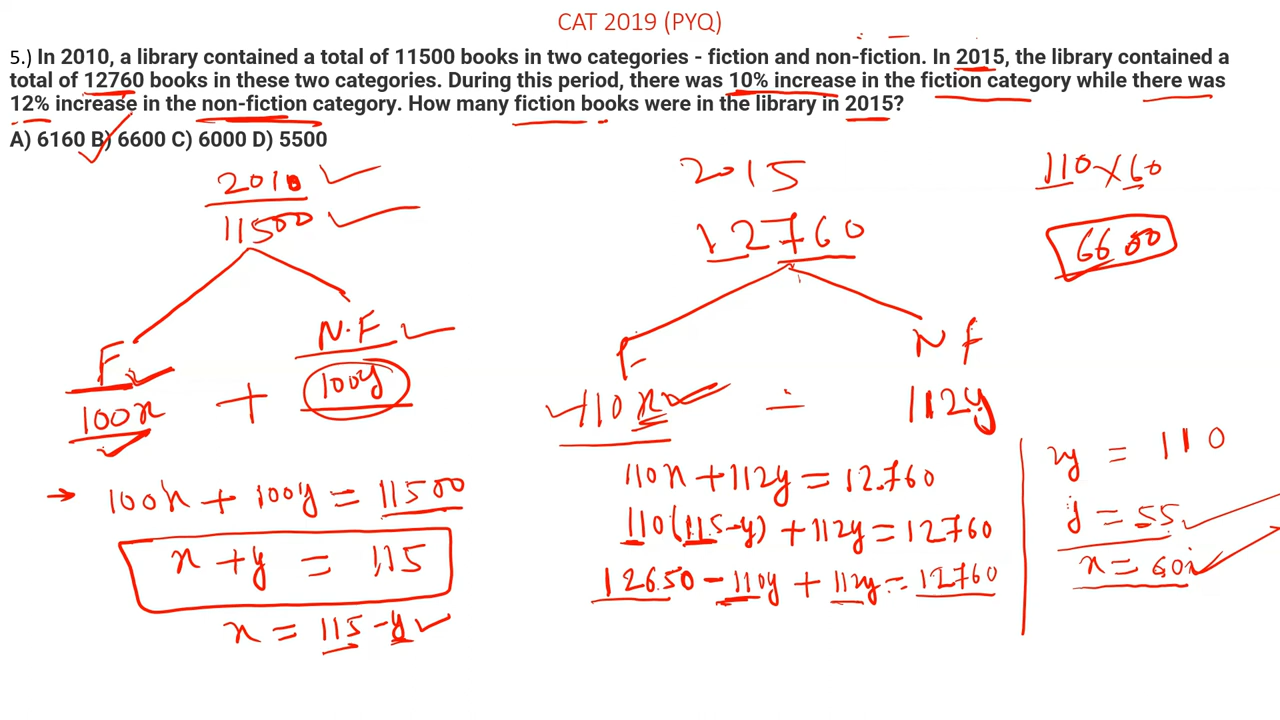 CAT 2019 (PYQ)
5.) In 2010, a library contained a total of 11500 books in two categories - fiction and non-fiction. In 2015, the library contained a
total of 12760 books in these two categories. During this period, there was 10% increase in the fiction category while there was
12% increase in the non-fiction category. How many fiction books were in the library in 2015?
A) 6160 B) 6600 C) 6000 D) 5500
2010
11500
F
N.F
100x + 100y
→ 100x + 100y = 11500
x + y = 115
x = 115 - y
2015
12760
F
N F
110x
112y
110x + 112y = 12760
110(115-y) + 112y = 12760
12650 - 110y + 112y = 12760
110 x 60
6600
2y = 110
y = 55
x = 60